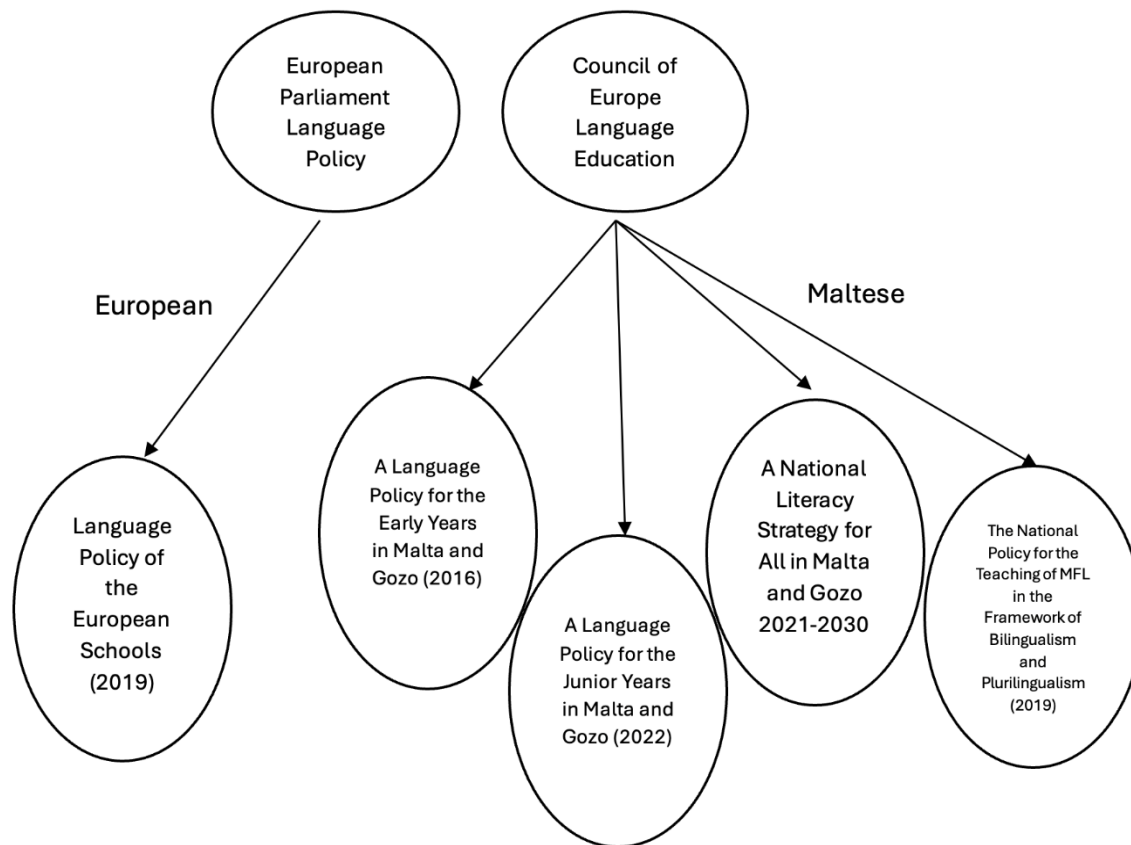 European
Parliament
Language
Policy
Council of
Europe
Language
Education
European
Maltese
Language
Policy of
the
European
Schools
(2019)
A Language
Policy for the
Early Years
in Malta and
Gozo (2016)
A Language
Policy for the
Junior Years
in Malta and
Gozo (2022)
A National
Literacy
Strategy for
All in Malta
and Gozo
2021-2030
The National
Policy for the
Teaching of MFL
in the
Framework of
Bilingualism
and
Plurilingualism
(2019)